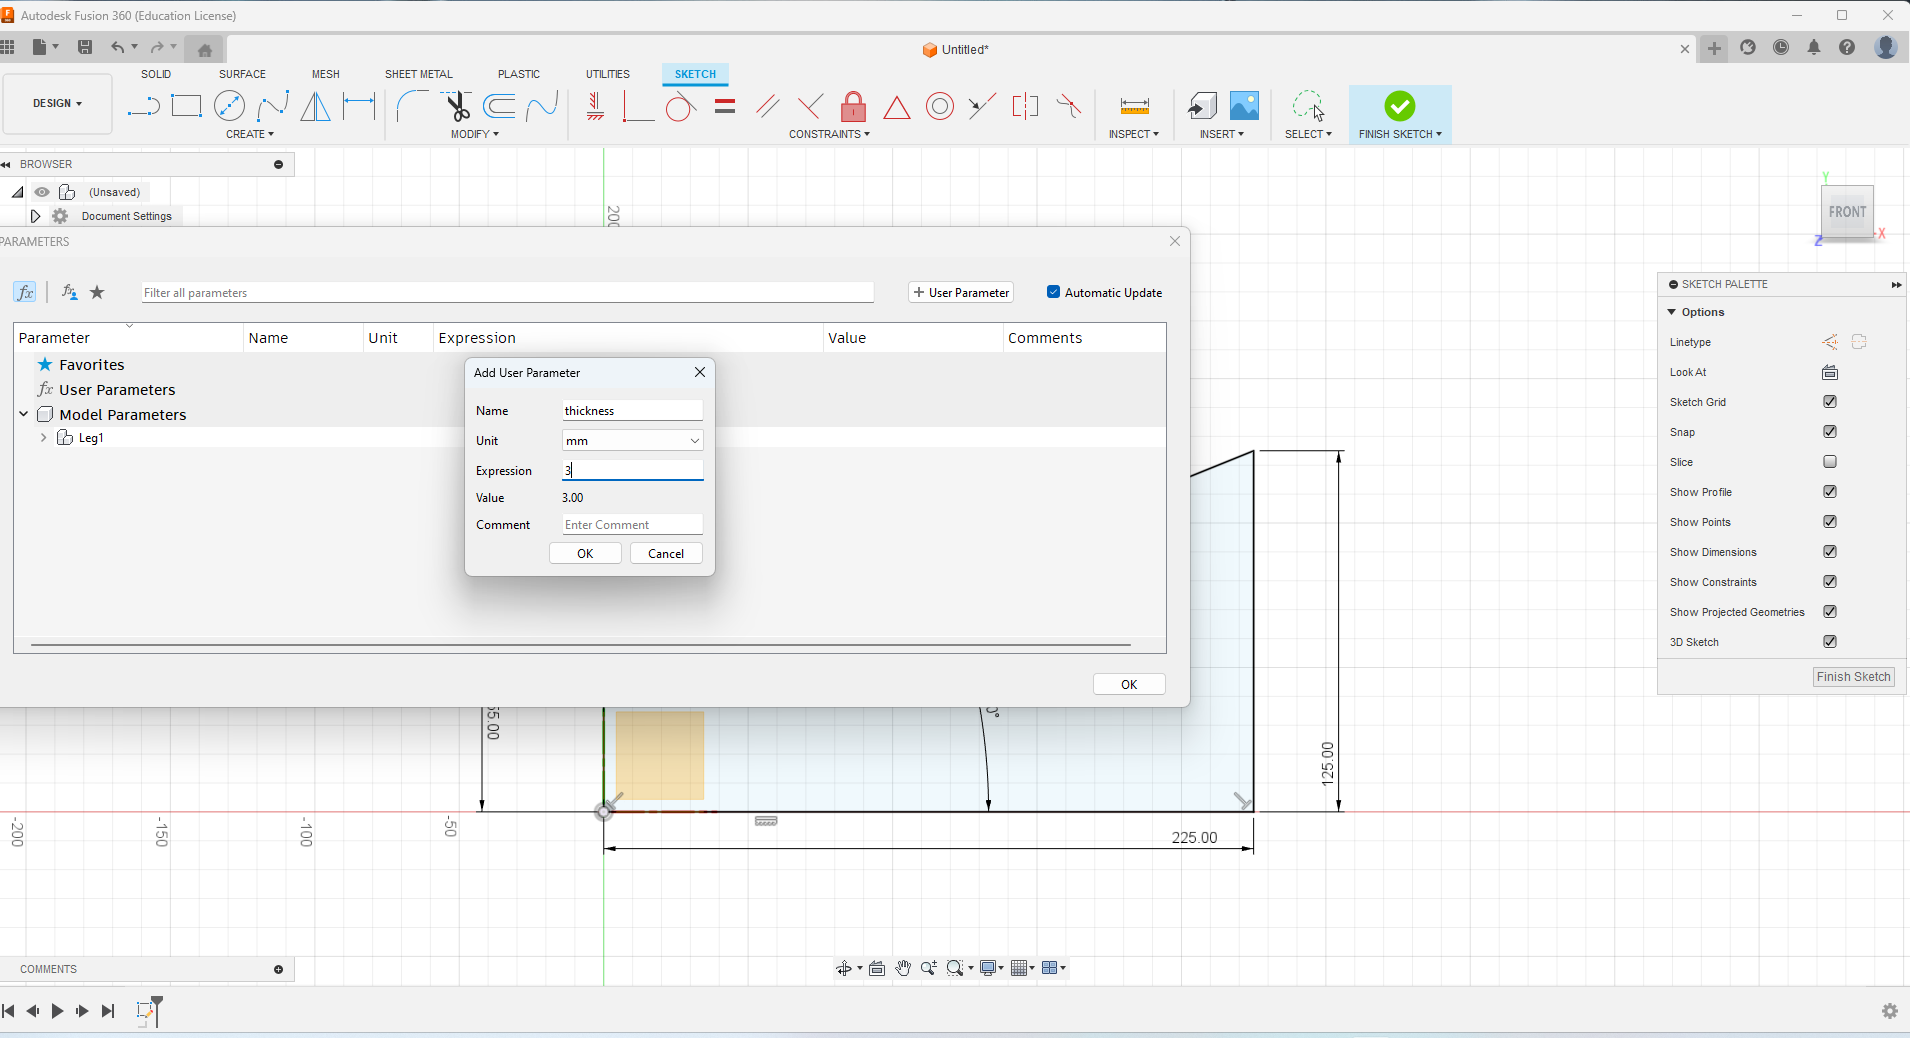 Autodesk Fusion 360 (Education License)
Untitled*
SOLID
SURFACE
MESH
SHEET METAL
PLASTIC
UTILITIES
SKETCH
DESIGN
CREATE
MODIFY
CONSTRAINTS
INSPECT
INSERT
SELECT
FINISH SKETCH
BROWSER
(Unsaved)
Document Settings
PARAMETERS
Filter all parameters
User Parameter
Automatic Update
Parameter
Name
Unit
Expression
Value
Comments
Favorites
User Parameters
Model Parameters
Leg1
Add User Parameter
Name
thickness
Unit
mm
Expression
3
Value
3.00
Comment
Enter Comment
OK
Cancel
OK
FRONT
Y
Z
-X
SKETCH PALETTE
Options
Linetype
Look At
Sketch Grid
Snap
Slice
Show Profile
Show Points
Show Dimensions
Show Constraints
Show Projected Geometries
3D Sketch
Finish Sketch
125.00
225.00
-200
-150
-100
-50
COMMENTS